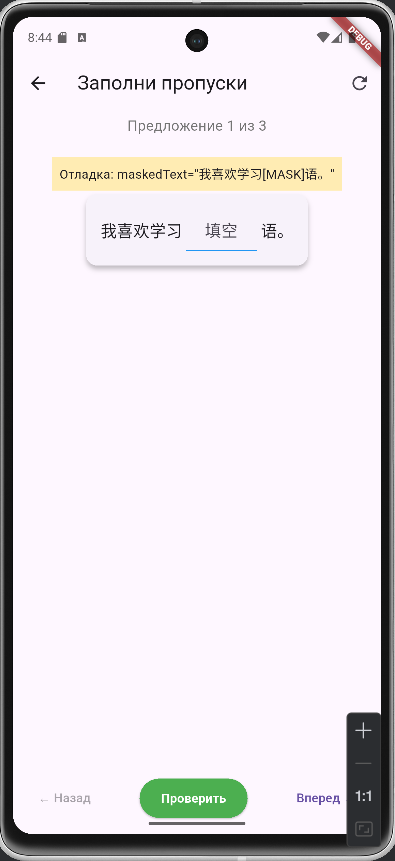 8:44
DEBUG
Заполни пропуски
Предложение 1 из 3
Отладка: maskedText="我喜欢学习[MASK]语。"
我喜欢学习 填空 语。
← Назад
Проверить
Вперед
1:1